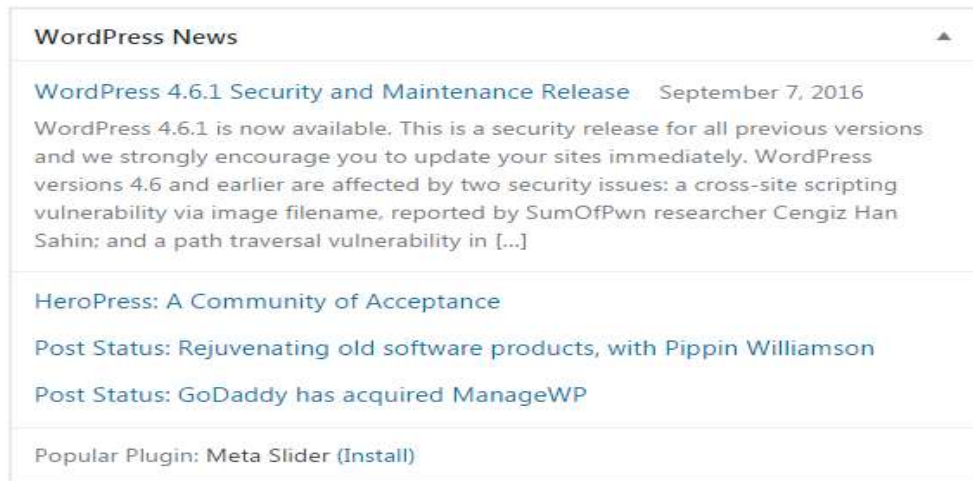 WordPress News
WordPress 4.6.1 Security and Maintenance Release September 7, 2016
WordPress 4.6.1 is now available. This is a security release for all previous versions
and we strongly encourage you to update your sites immediately. WordPress
versions 4.6 and earlier are affected by two security issues: a cross-site scripting
vulnerability via image filename, reported by SumOfPwn researcher Cengiz Han
Sahin; and a path traversal vulnerability in [...]
HeroPress: A Community of Acceptance
Post Status: Rejuvenating old software products, with Pippin Williamson
Post Status: GoDaddy has acquired ManageWP
Popular Plugin: Meta Slider (Install)